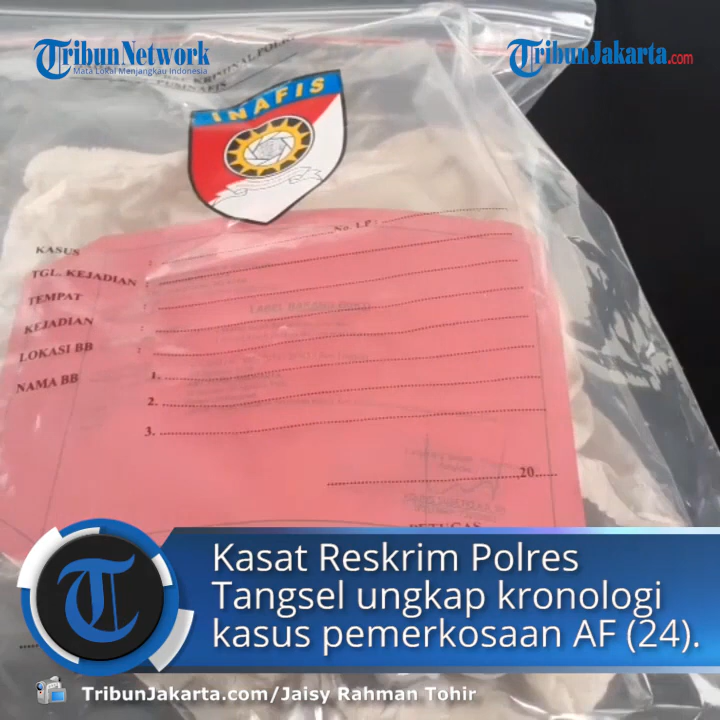 TribunNetwork
Mata Lokal Menjangkau Indonesia
TribunJakarta.com
INAFIS
No. LP :
KASUS :
TGL. KEJADIAN :
TEMPAT
KEJADIAN :
LOKASI BB :
NAMA BB
1.
2.
3.
20
PETUGAS
Kasat Reskrim Polres
Tangsel ungkap kronologi
kasus pemerkosaan AF (24).
TribunJakarta.com/Jaisy Rahman Tohir